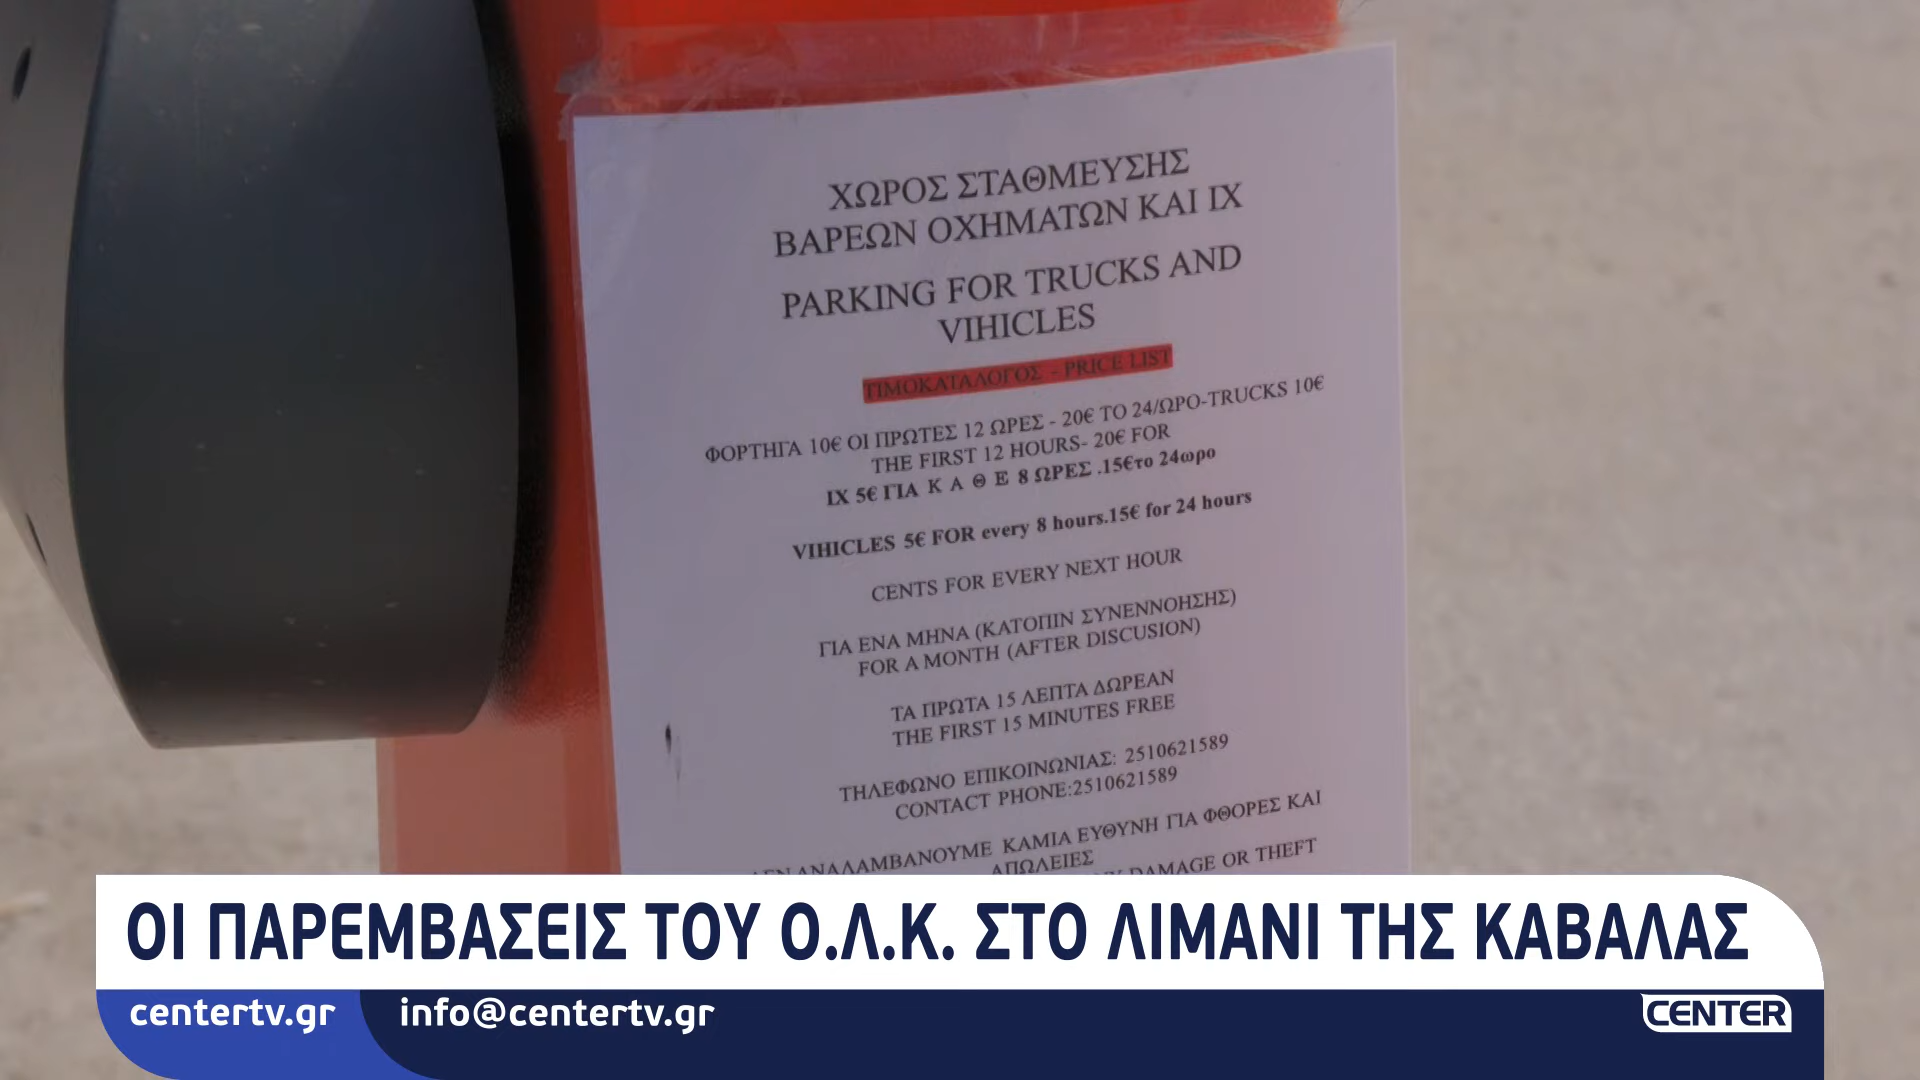 ΧΩΡΟΣ ΣΤΑΘΜΕΥΣΗΣ
ΒΑΡΕΩΝ ΟΧΗΜΑΤΩΝ ΚΑΙ ΙΧ
PARKING FOR TRUCKS AND
VIHICLES
ΤΙΜΟΚΑΤΑΛΟΓΟΣ - PRICE LIST
ΦΟΡΤΗΓΑ 10€ ΟΙ ΠΡΩΤΕΣ 12 ΩΡΕΣ - 20€ ΤΟ 24/ΩΡΟ-TRUCKS 10€
THE FIRST 12 HOURS- 20€ FOR
ΙΧ 5€ ΓΙΑ Κ Α Θ Ε 8 ΩΡΕΣ .15€το 24ωρο
VIHICLES 5€ FOR every 8 hours.15€ for 24 hours
CENTS FOR EVERY NEXT HOUR
ΓΙΑ ΕΝΑ ΜΗΝΑ (ΚΑΤΟΠΙΝ ΣΥΝΕΝΝΟΗΣΗΣ)
FOR A MONTH (AFTER DISCUSION)
ΤΑ ΠΡΩΤΑ 15 ΛΕΠΤΑ ΔΩΡΕΑΝ
THE FIRST 15 MINUTES FREE
ΤΗΛΕΦΩΝΟ ΕΠΙΚΟΙΝΩΝΙΑΣ: 2510621589
CONTACT PHONE:2510621589
ΑΝΑΛΑΜΒΑΝΟΥΜΕ ΚΑΜΙΑ ΕΥΘΥΝΗ ΓΙΑ ΦΘΟΡΕΣ ΚΑΙ
ΑΠΩΛΕΙΕΣ
DAMAGE OR THEFT
ΟΙ ΠΑΡΕΜΒΑΣΕΙΣ ΤΟΥ Ο.Λ.Κ. ΣΤΟ ΛΙΜΑΝΙ ΤΗΣ ΚΑΒΑΛΑΣ
centertv.gr info@centertv.gr CENTER